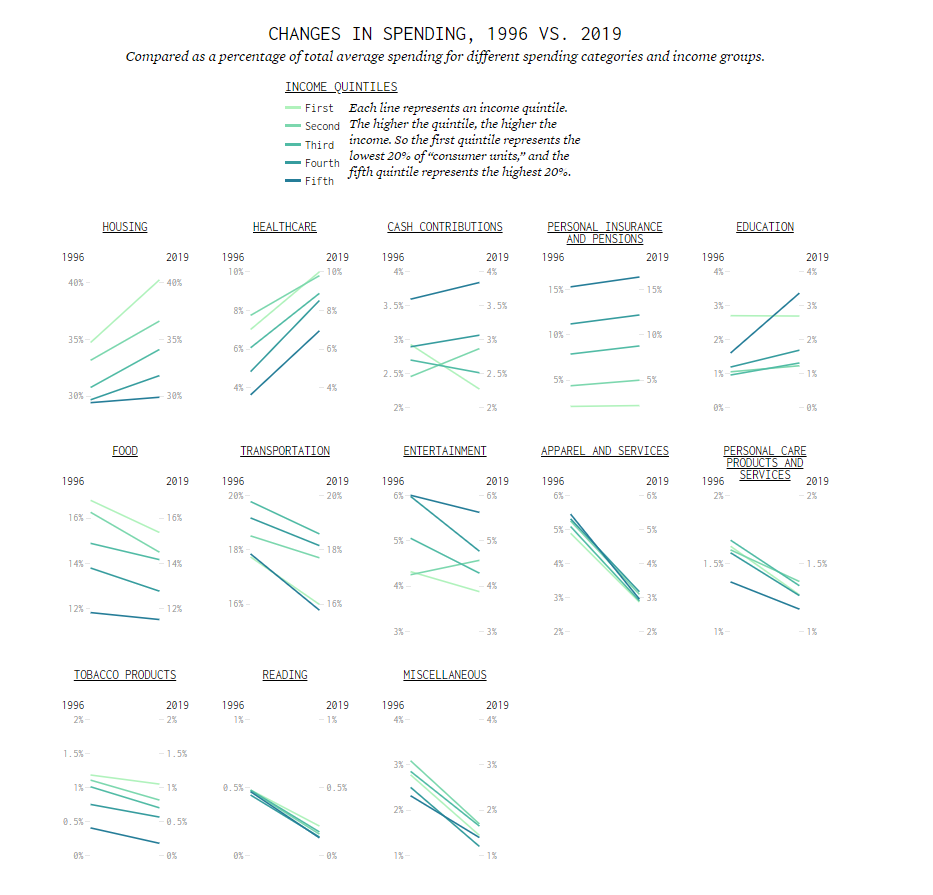 CHANGES IN SPENDING, 1996 VS. 2019
Compared as a percentage of total average spending for different spending categories and income groups.
INCOME QUINTILES
First
Second
Third
Fourth
Fifth
Each line represents an income quintile.
The higher the quintile, the higher the
income. So the first quintile represents the
lowest 20% of “consumer units,” and the
fifth quintile represents the highest 20%.
HOUSING
1996 2019
40% 40%
35% 35%
30% 30%
HEALTHCARE
1996 2019
10% 10%
8% 8%
6% 6%
4% 4%
CASH CONTRIBUTIONS
1996 2019
4% 4%
3.5% 3.5%
3% 3%
2.5% 2.5%
2% 2%
PERSONAL INSURANCE
AND PENSIONS
1996 2019
15% 15%
10% 10%
5% 5%
EDUCATION
1996 2019
4% 4%
3% 3%
2% 2%
1% 1%
0% 0%
FOOD
1996 2019
16% 16%
14% 14%
12% 12%
TRANSPORTATION
1996 2019
20% 20%
18% 18%
16% 16%
ENTERTAINMENT
1996 2019
6% 6%
5% 5%
4% 4%
3% 3%
APPAREL AND SERVICES
1996 2019
6% 6%
5% 5%
4% 4%
3% 3%
2% 2%
PERSONAL CARE
PRODUCTS AND
SERVICES
1996 2019
2% 2%
1.5% 1.5%
1% 1%
TOBACCO PRODUCTS
1996 2019
2% 2%
1.5% 1.5%
1% 1%
0.5% 0.5%
0% 0%
READING
1996 2019
1% 1%
0.5% 0.5%
0% 0%
MISCELLANEOUS
1996 2019
4% 4%
3% 3%
2% 2%
1% 1%